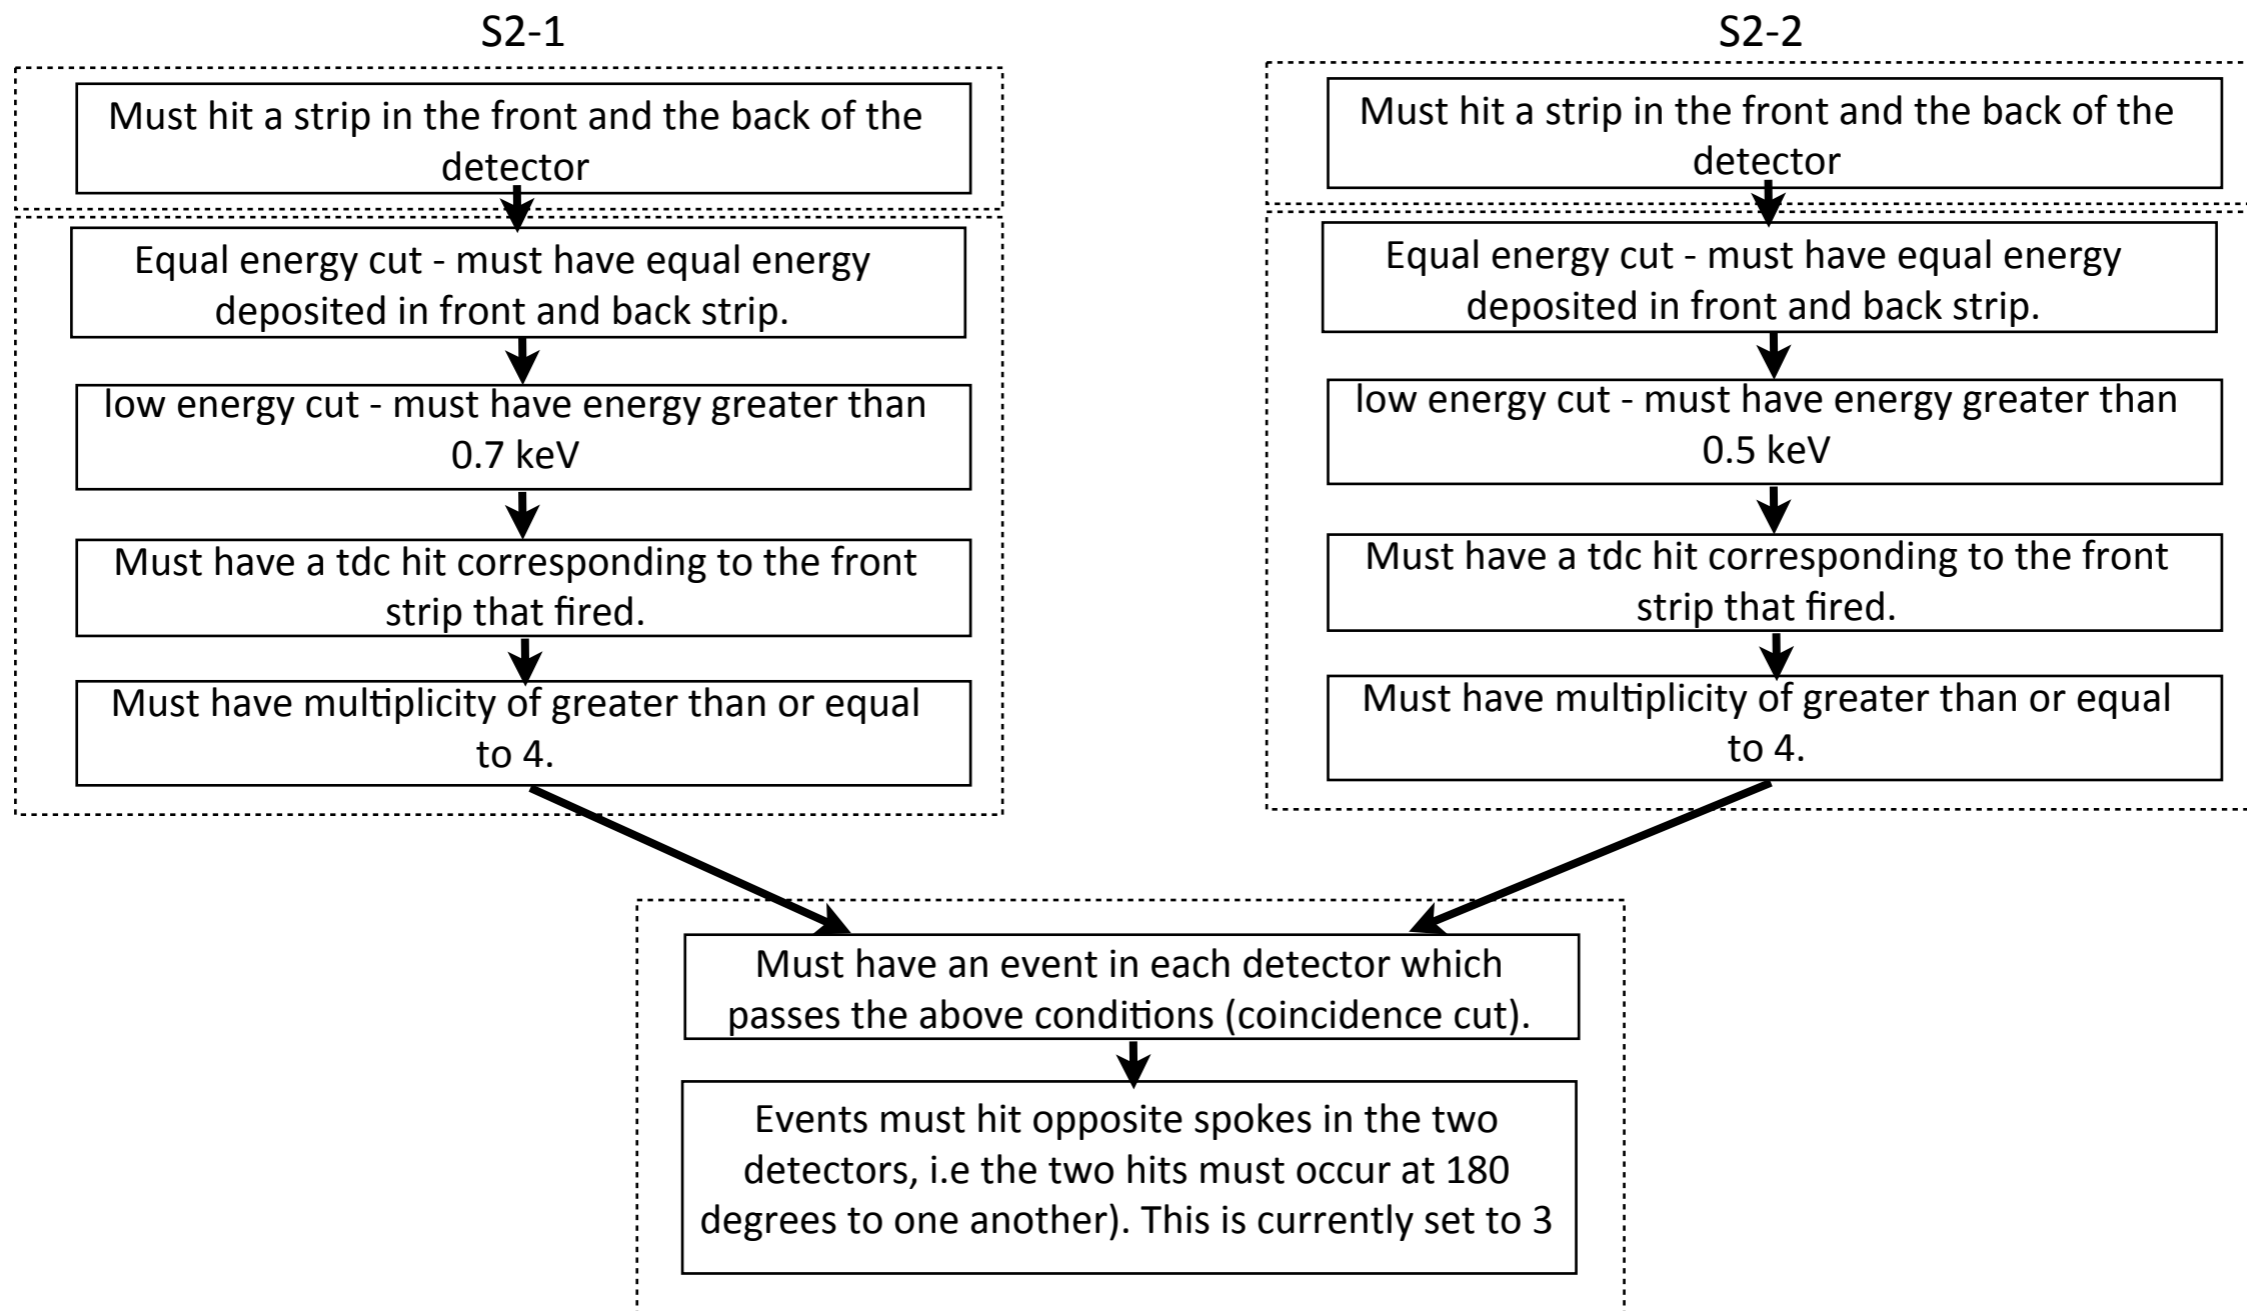 S2-1
Must hit a strip in the front and the back of the
detector
Equal energy cut - must have equal energy
deposited in front and back strip.
low energy cut - must have energy greater than
0.7 keV
Must have a tdc hit corresponding to the front
strip that fired.
Must have multiplicity of greater than or equal
to 4.
S2-2
Must hit a strip in the front and the back of the
detector
Equal energy cut - must have equal energy
deposited in front and back strip.
low energy cut - must have energy greater than
0.5 keV
Must have a tdc hit corresponding to the front
strip that fired.
Must have multiplicity of greater than or equal
to 4.
Must have an event in each detector which
passes the above conditions (coincidence cut).
Events must hit opposite spokes in the two
detectors, i.e the two hits must occur at 180
degrees to one another). This is currently set to 3